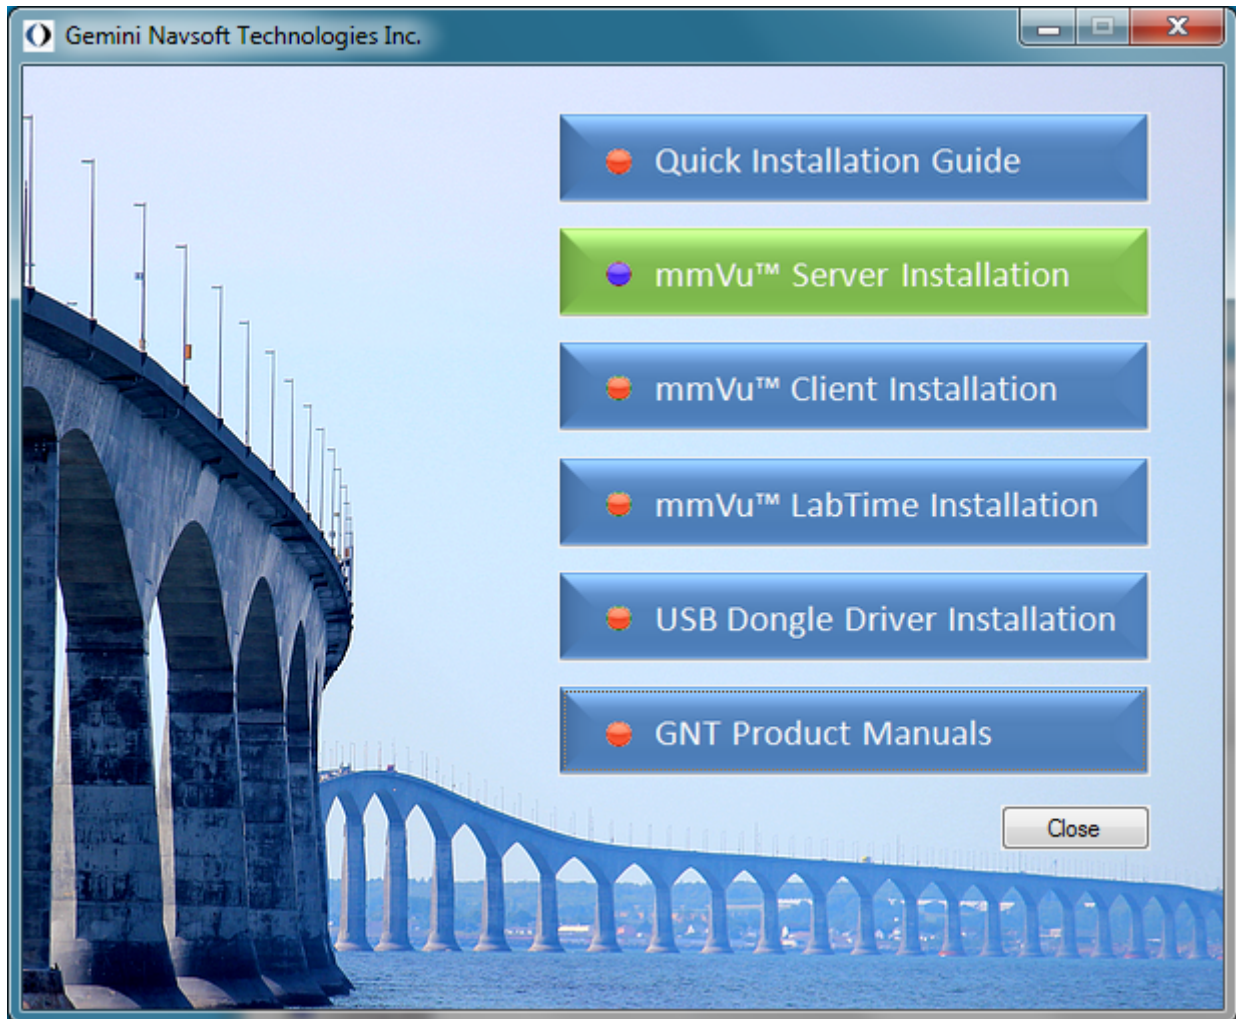 Gemini Navsoft Technologies Inc.
Quick Installation Guide
mmVu™ Server Installation
mmVu™ Client Installation
mmVu™ LabTime Installation
USB Dongle Driver Installation
GNT Product Manuals
Close